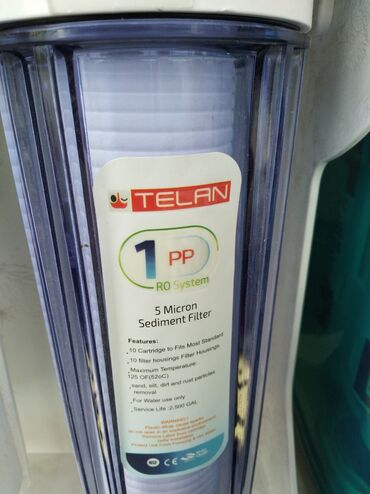 TELAN
1 PP
RO System
5 Micron
Sediment Filter
Features:
10 Cartridge to Fits Most Standard
10 filter housings Filter Housings
Maximum Temperature:
125 OF(52oC)
sand, silt, dirt and rust particles
removal
For Water use only
Service Life :2,500 GAL
WARNING!